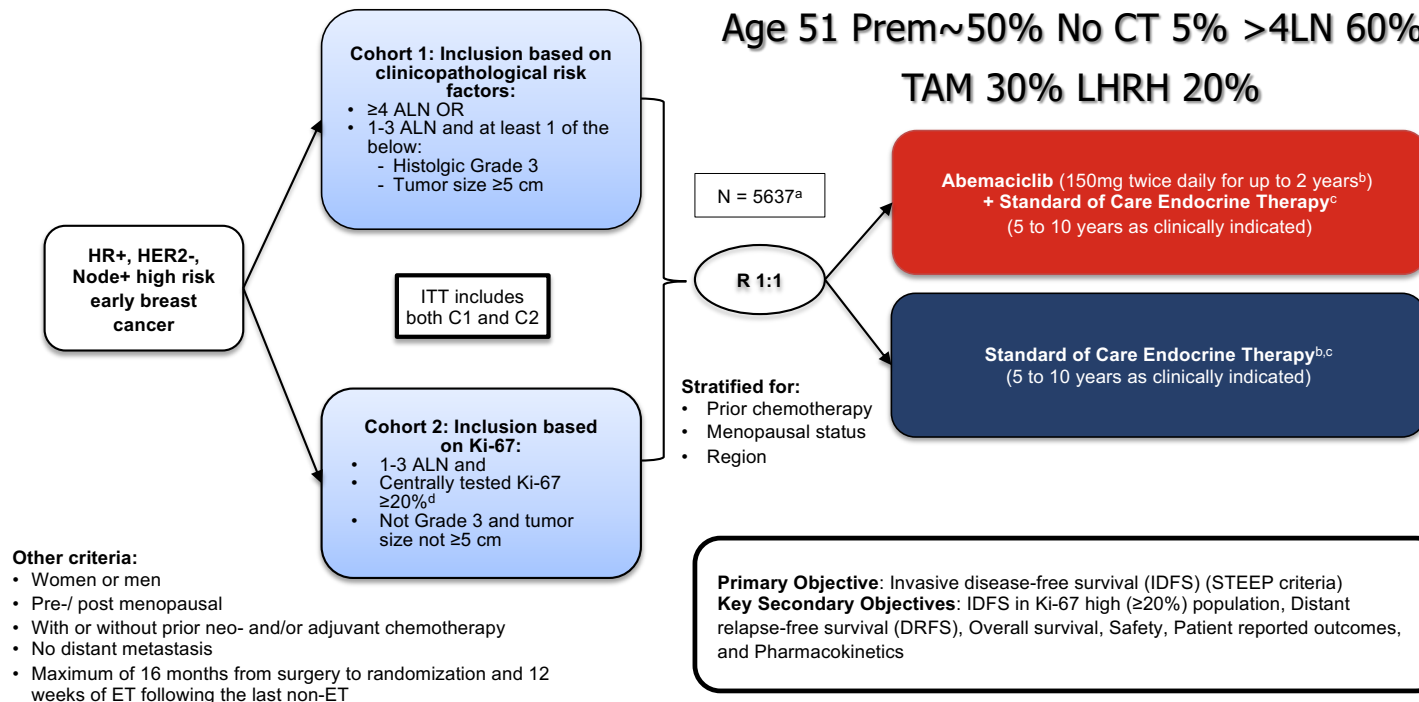 Age 51 Prem~50% No CT 5% >4LN 60%
TAM 30% LHRH 20%
HR+, HER2-,
Node+ high risk
early breast
cancer
Cohort 1: Inclusion based on
clinicopathological risk
factors:
• ≥4 ALN OR
• 1-3 ALN and at least 1 of the
below:
- Histolgic Grade 3
- Tumor size ≥5 cm
ITT includes
both C1 and C2
Cohort 2: Inclusion based
on Ki-67:
• 1-3 ALN and
• Centrally tested Ki-67
≥20%ᵈ
• Not Grade 3 and tumor
size not ≥5 cm
N = 5637ᵃ
R 1:1
Stratified for:
• Prior chemotherapy
• Menopausal status
• Region
Abemaciclib (150mg twice daily for up to 2 yearsᵇ)
+ Standard of Care Endocrine Therapyᶜ
(5 to 10 years as clinically indicated)
Standard of Care Endocrine Therapyᵇ,ᶜ
(5 to 10 years as clinically indicated)
Other criteria:
• Women or men
• Pre-/ post menopausal
• With or without prior neo- and/or adjuvant chemotherapy
• No distant metastasis
• Maximum of 16 months from surgery to randomization and 12
weeks of ET following the last non-ET
Primary Objective: Invasive disease-free survival (IDFS) (STEEP criteria)
Key Secondary Objectives: IDFS in Ki-67 high (≥20%) population, Distant
relapse-free survival (DRFS), Overall survival, Safety, Patient reported outcomes,
and Pharmacokinetics